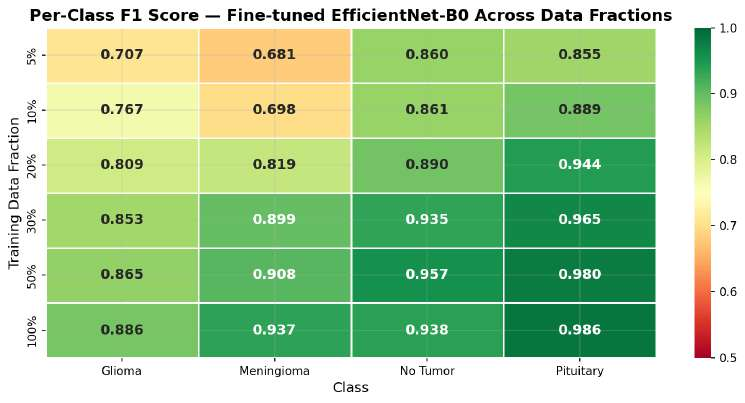 Per-Class F1 Score — Fine-tuned EfficientNet-B0 Across Data Fractions
Training Data Fraction
5% 0.707 0.681 0.860 0.855
10% 0.767 0.698 0.861 0.889
20% 0.809 0.819 0.890 0.944
30% 0.853 0.899 0.935 0.965
50% 0.865 0.908 0.957 0.980
100% 0.886 0.937 0.938 0.986
Glioma Meningioma No Tumor Pituitary
Class
1.0
0.9
0.8
0.7
0.6
0.5